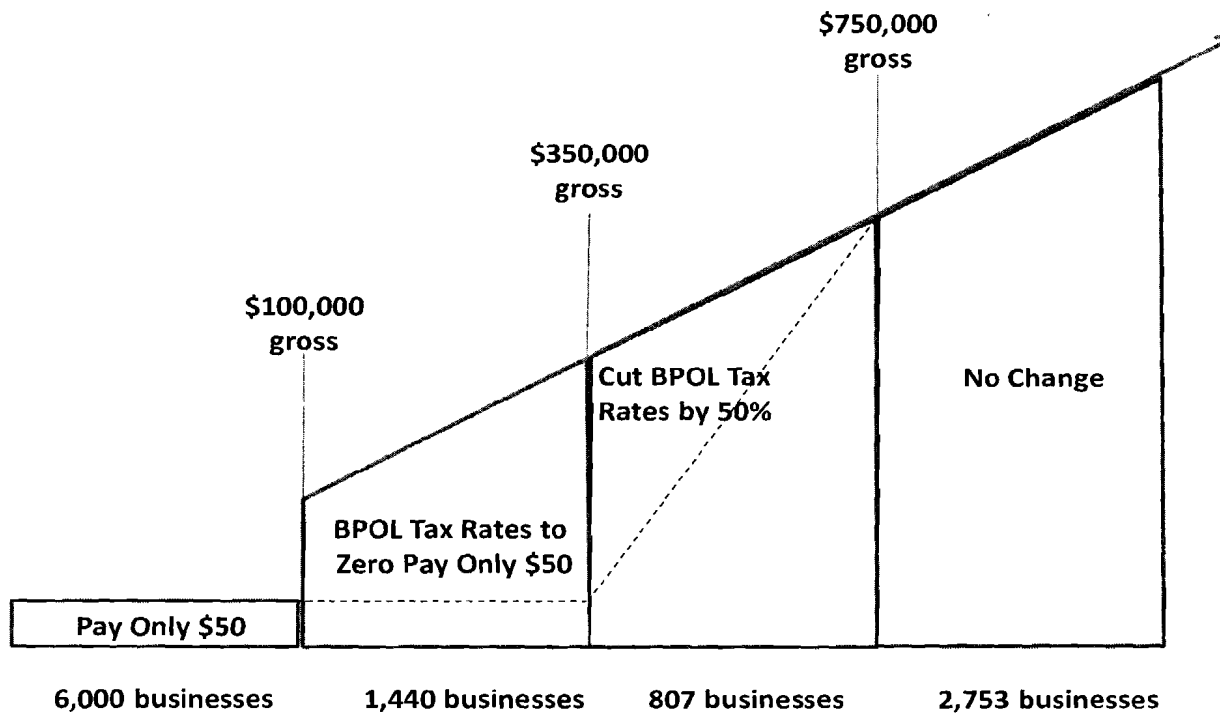 $750,000
gross
$350,000
gross
$100,000
gross
Cut BPOL Tax
Rates by 50%
No Change
BPOL Tax Rates to
Zero Pay Only $50
Pay Only $50
6,000 businesses
1,440 businesses
807 businesses
2,753 businesses